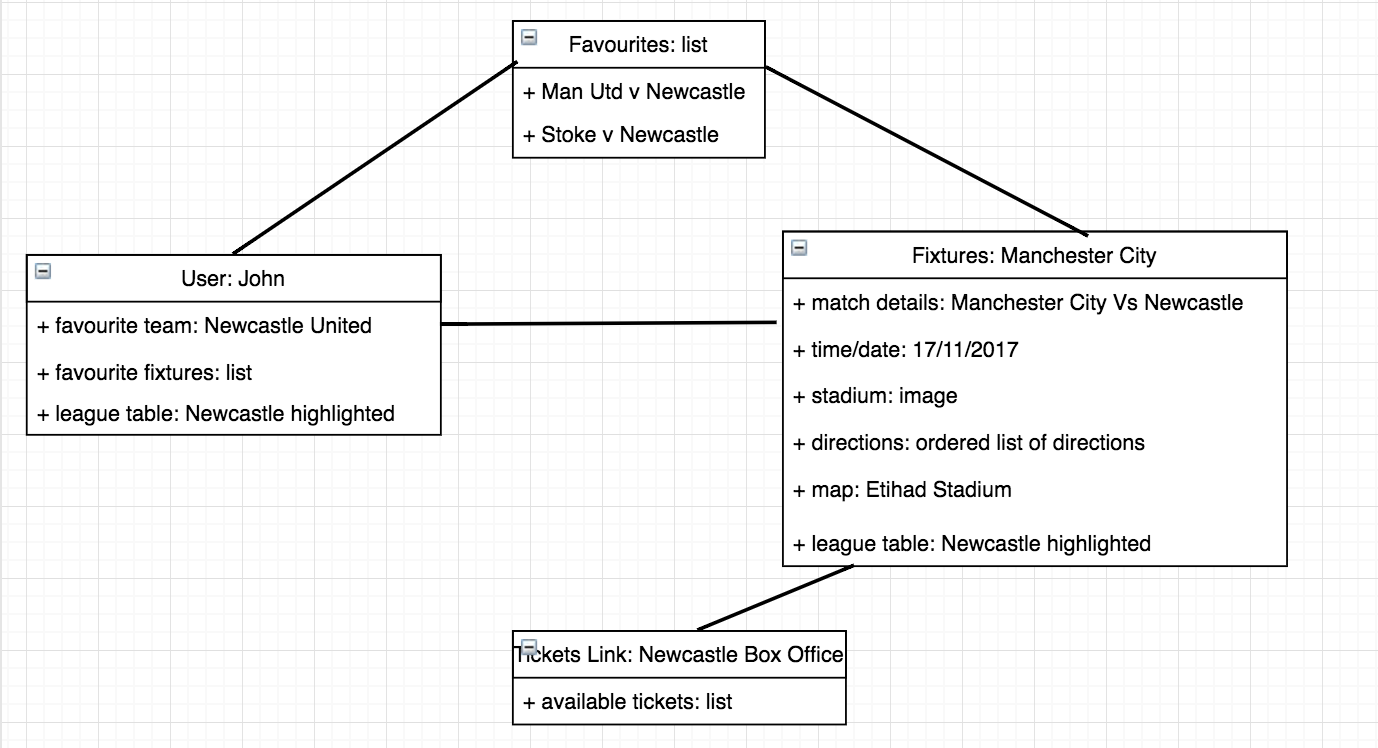 Favourites: list
+ Man Utd v Newcastle
+ Stoke v Newcastle
User: John
+ favourite team: Newcastle United
+ favourite fixtures: list
+ league table: Newcastle highlighted
Fixtures: Manchester City
+ match details: Manchester City Vs Newcastle
+ time/date: 17/11/2017
+ stadium: image
+ directions: ordered list of directions
+ map: Etihad Stadium
+ league table: Newcastle highlighted
Tickets Link: Newcastle Box Office
+ available tickets: list